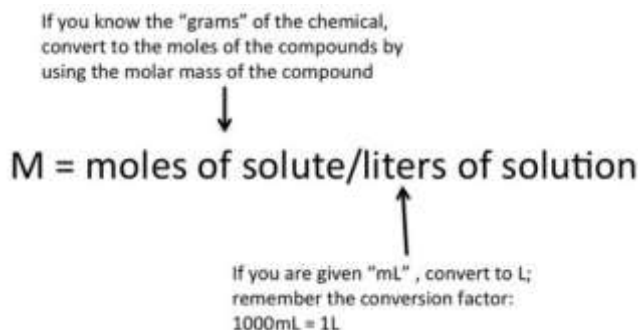 If you know the “grams” of the chemical,
convert to the moles of the compounds by
using the molar mass of the compound
M = moles of solute/liters of solution
If you are given “mL” , convert to L;
remember the conversion factor:
1000mL = 1L